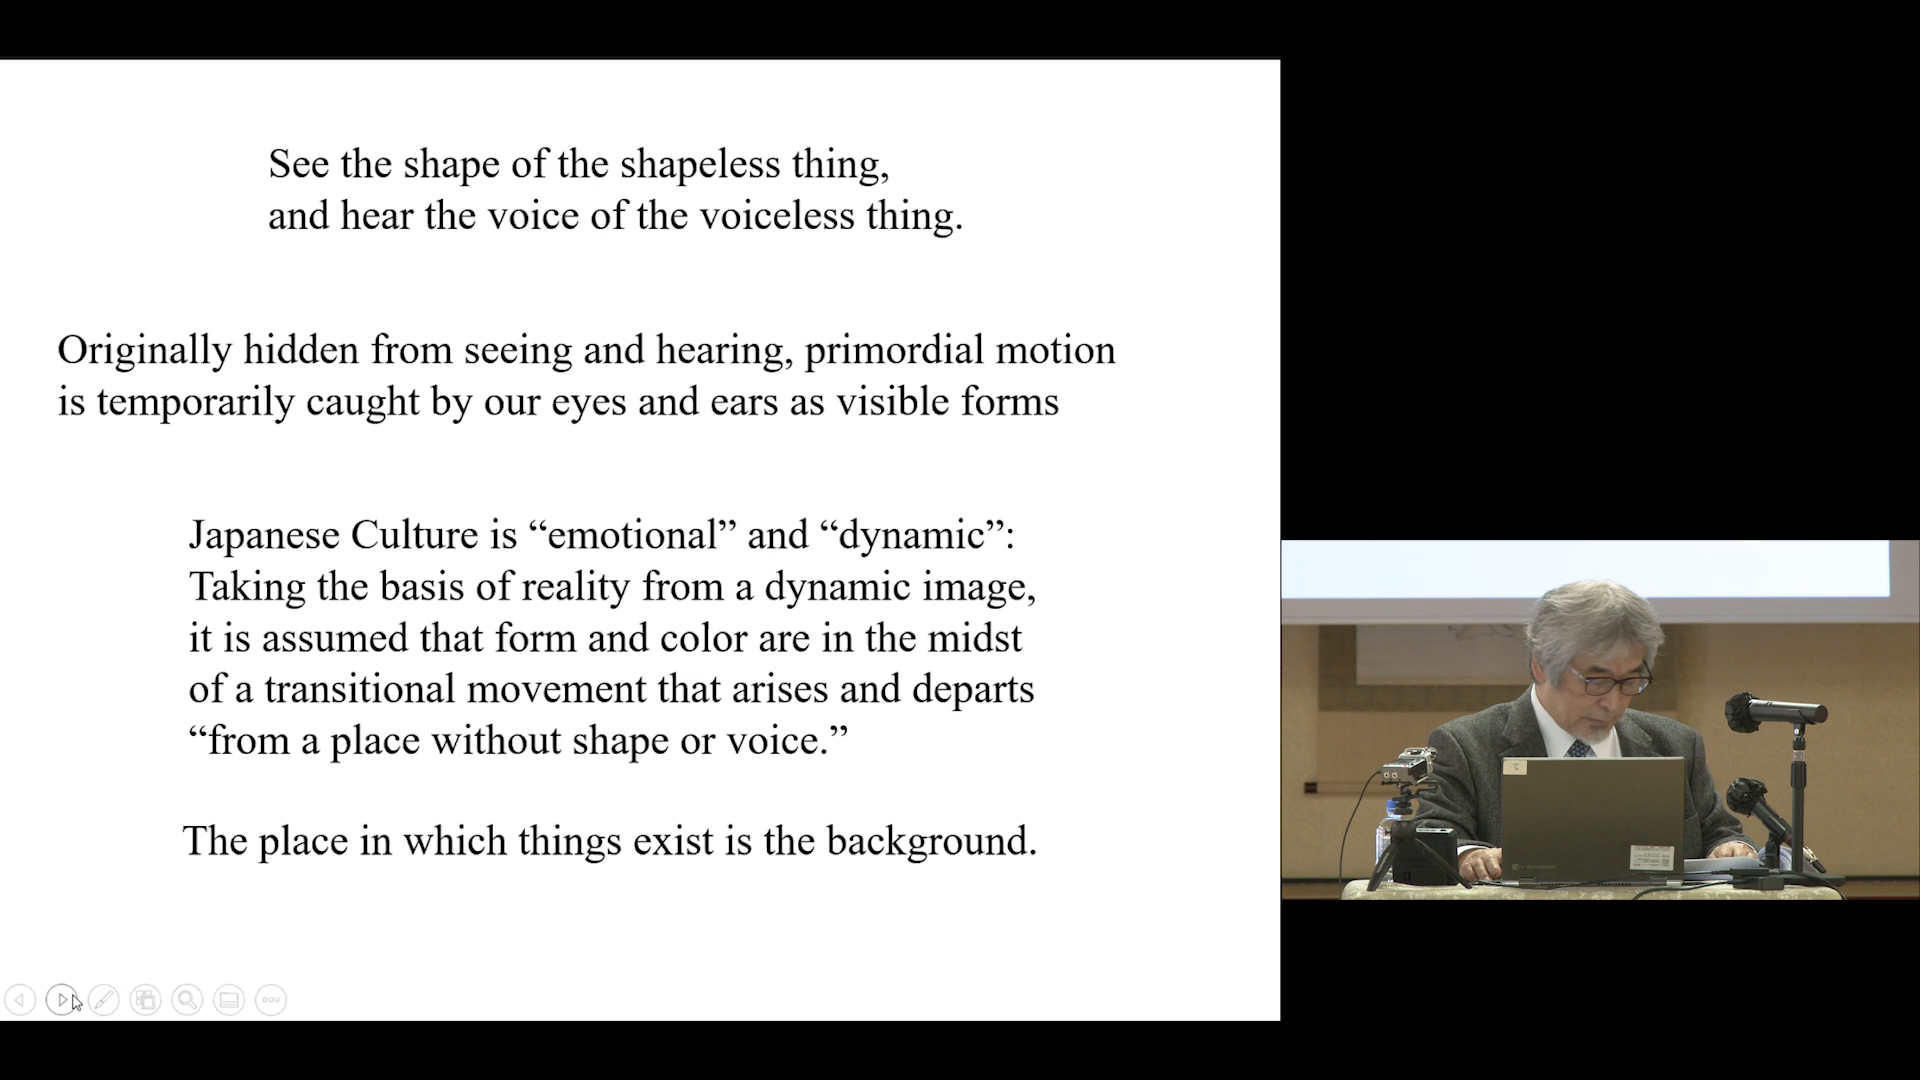 See the shape of the shapeless thing,
and hear the voice of the voiceless thing.
Originally hidden from seeing and hearing, primordial motion
is temporarily caught by our eyes and ears as visible forms
Japanese Culture is “emotional” and “dynamic”:
Taking the basis of reality from a dynamic image,
it is assumed that form and color are in the midst
of a transitional movement that arises and departs
“from a place without shape or voice.”
The place in which things exist is the background.